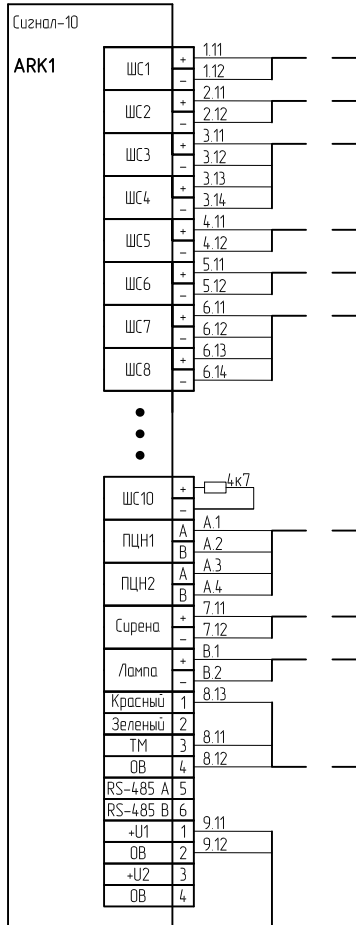 Сигнал-10
ARK1
ШС1 + 1.11
- 1.12
ШС2 + 2.11
- 2.12
ШС3 + 3.11
- 3.12
ШС4 + 3.13
- 3.14
ШС5 + 4.11
- 4.12
ШС6 + 5.11
- 5.12
ШС7 + 6.11
- 6.12
ШС8 + 6.13
- 6.14
ШС10 + 4к7
-
ПЦН1 A A.1
B A.2
ПЦН2 A A.3
B A.4
Сирена + 7.11
- 7.12
Лампа + B.1
- B.2
Красный 1 8.13
Зеленый 2
ТМ 3 8.11
0В 4 8.12
RS-485 A 5
RS-485 B 6
+U1 1 9.11
0В 2 9.12
+U2 3
0В 4